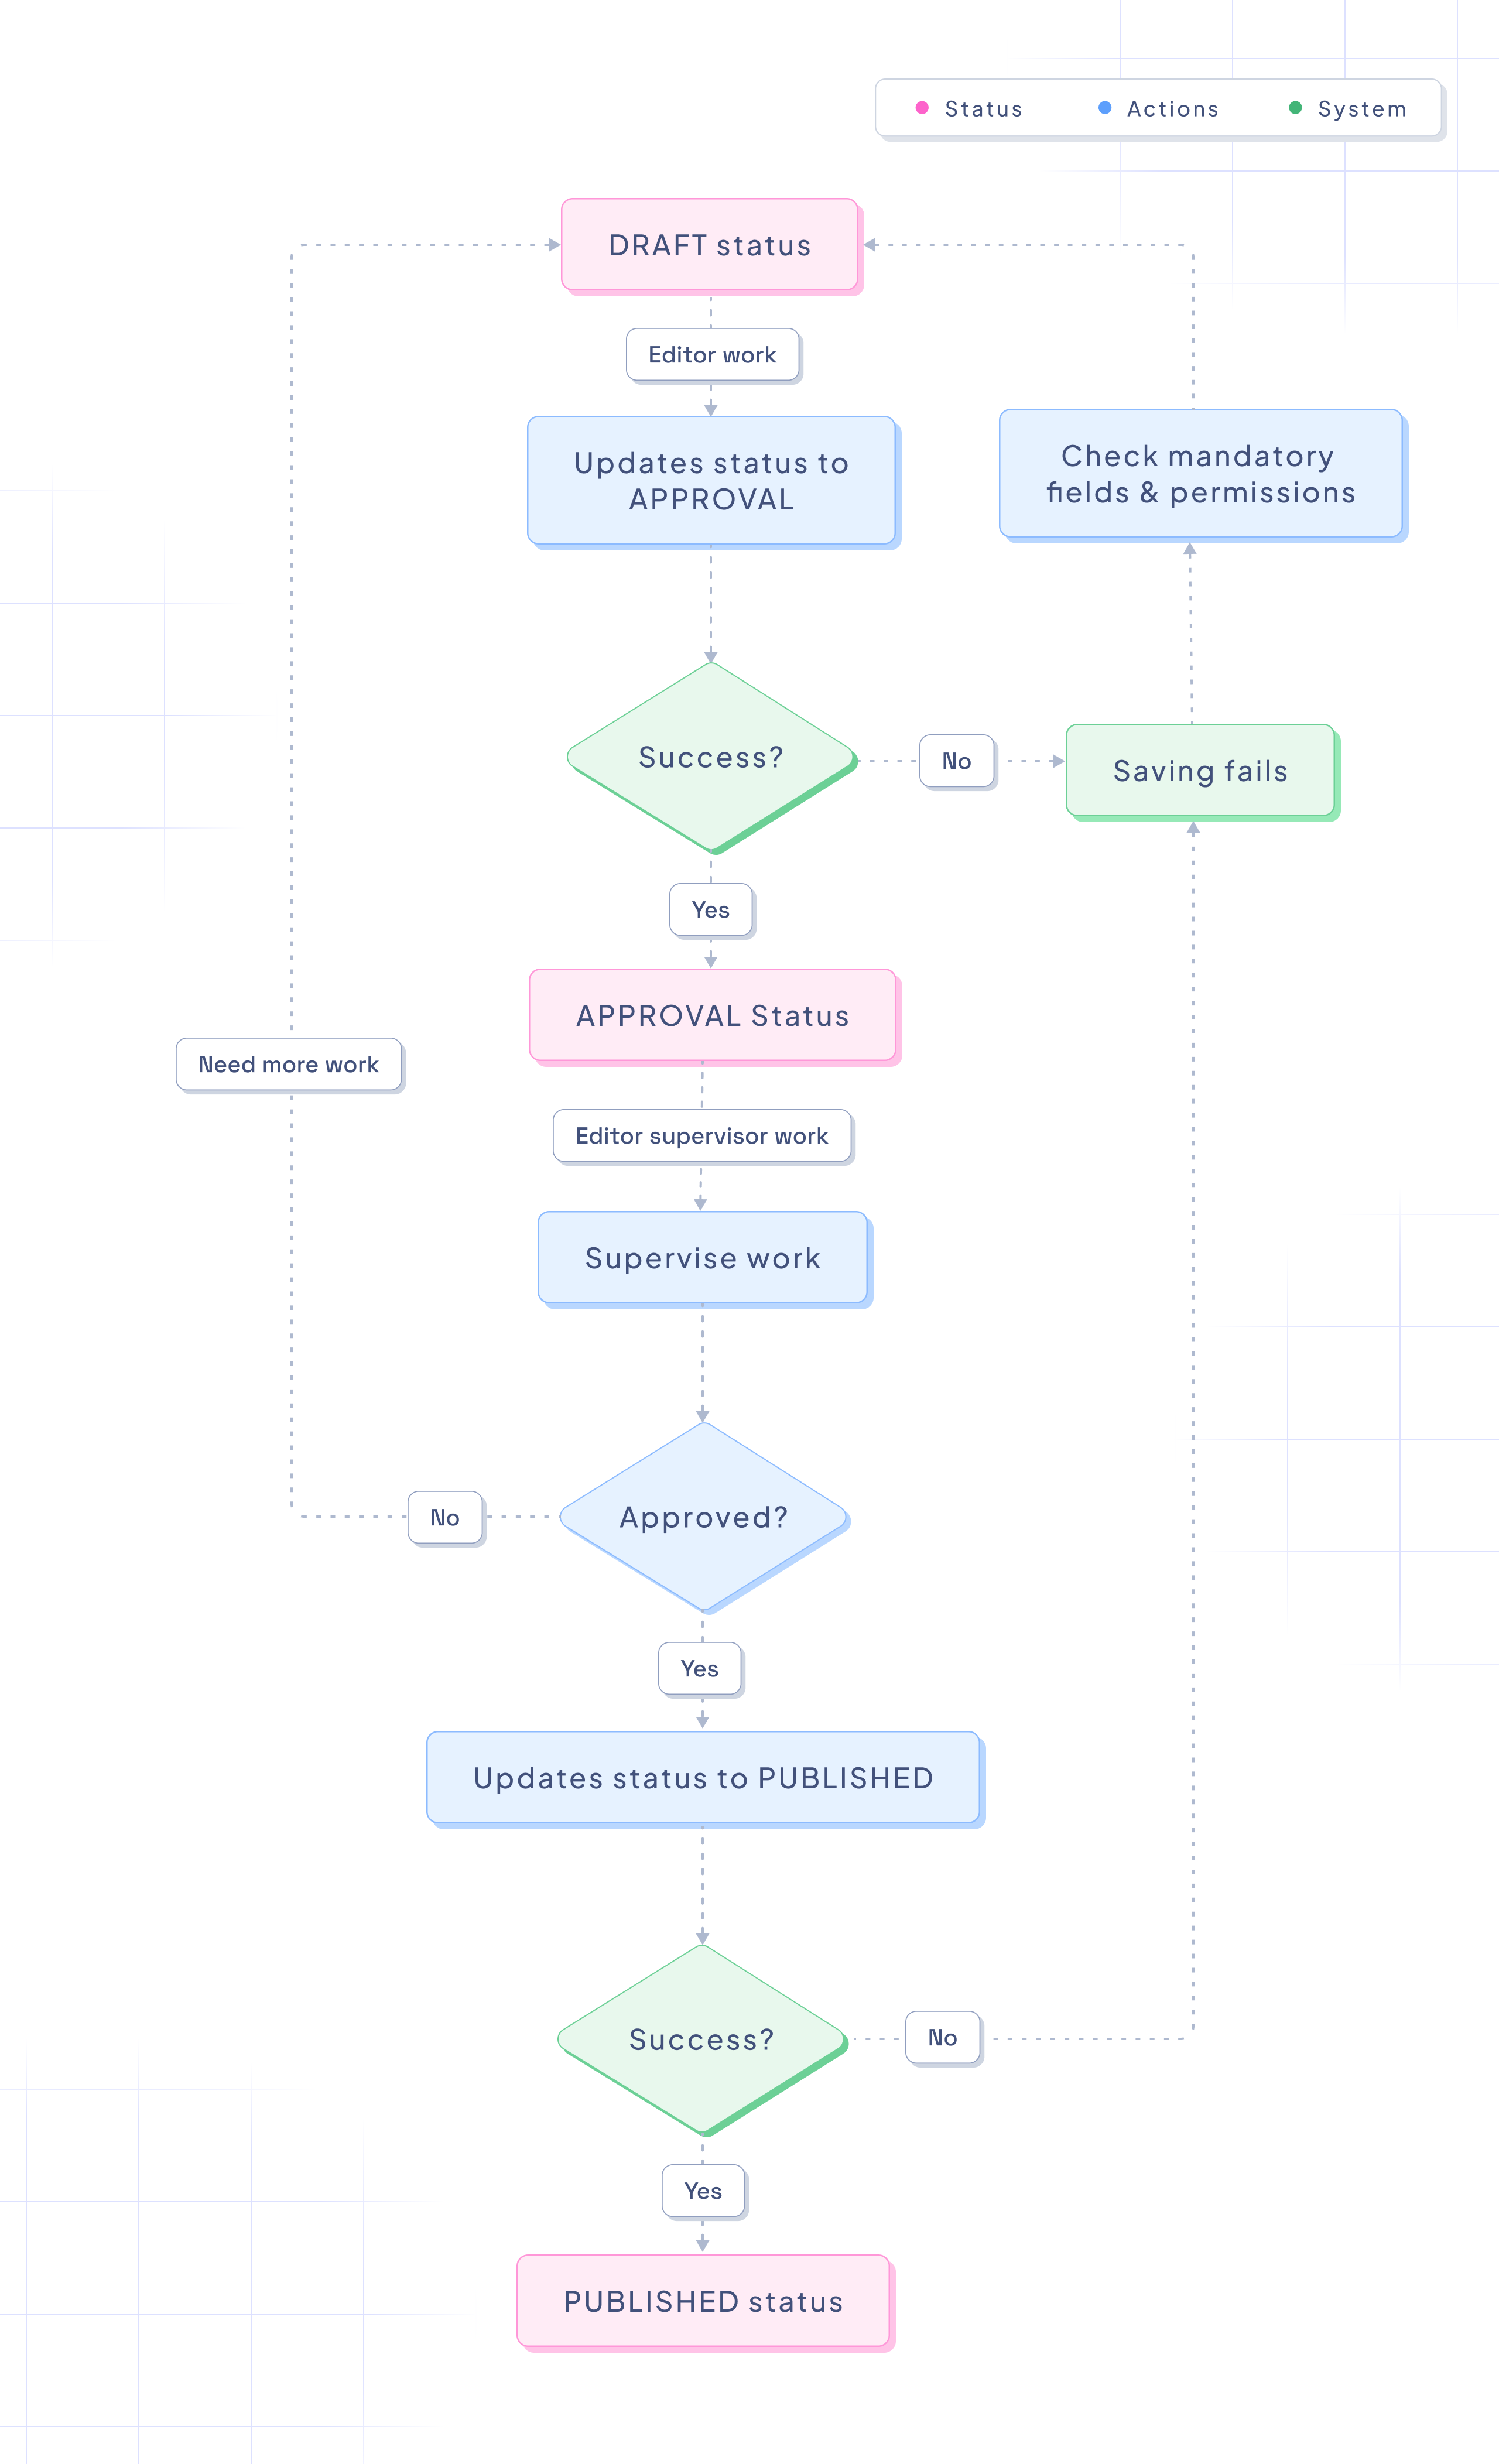 Status
Actions
System
DRAFT status
Editor work
Updates status to
APPROVAL
Check mandatory
fields & permissions
Success?
No
Saving fails
Yes
APPROVAL Status
Need more work
Editor supervisor work
Supervise work
Approved?
No
Yes
Updates status to PUBLISHED
Success?
No
Yes
PUBLISHED status